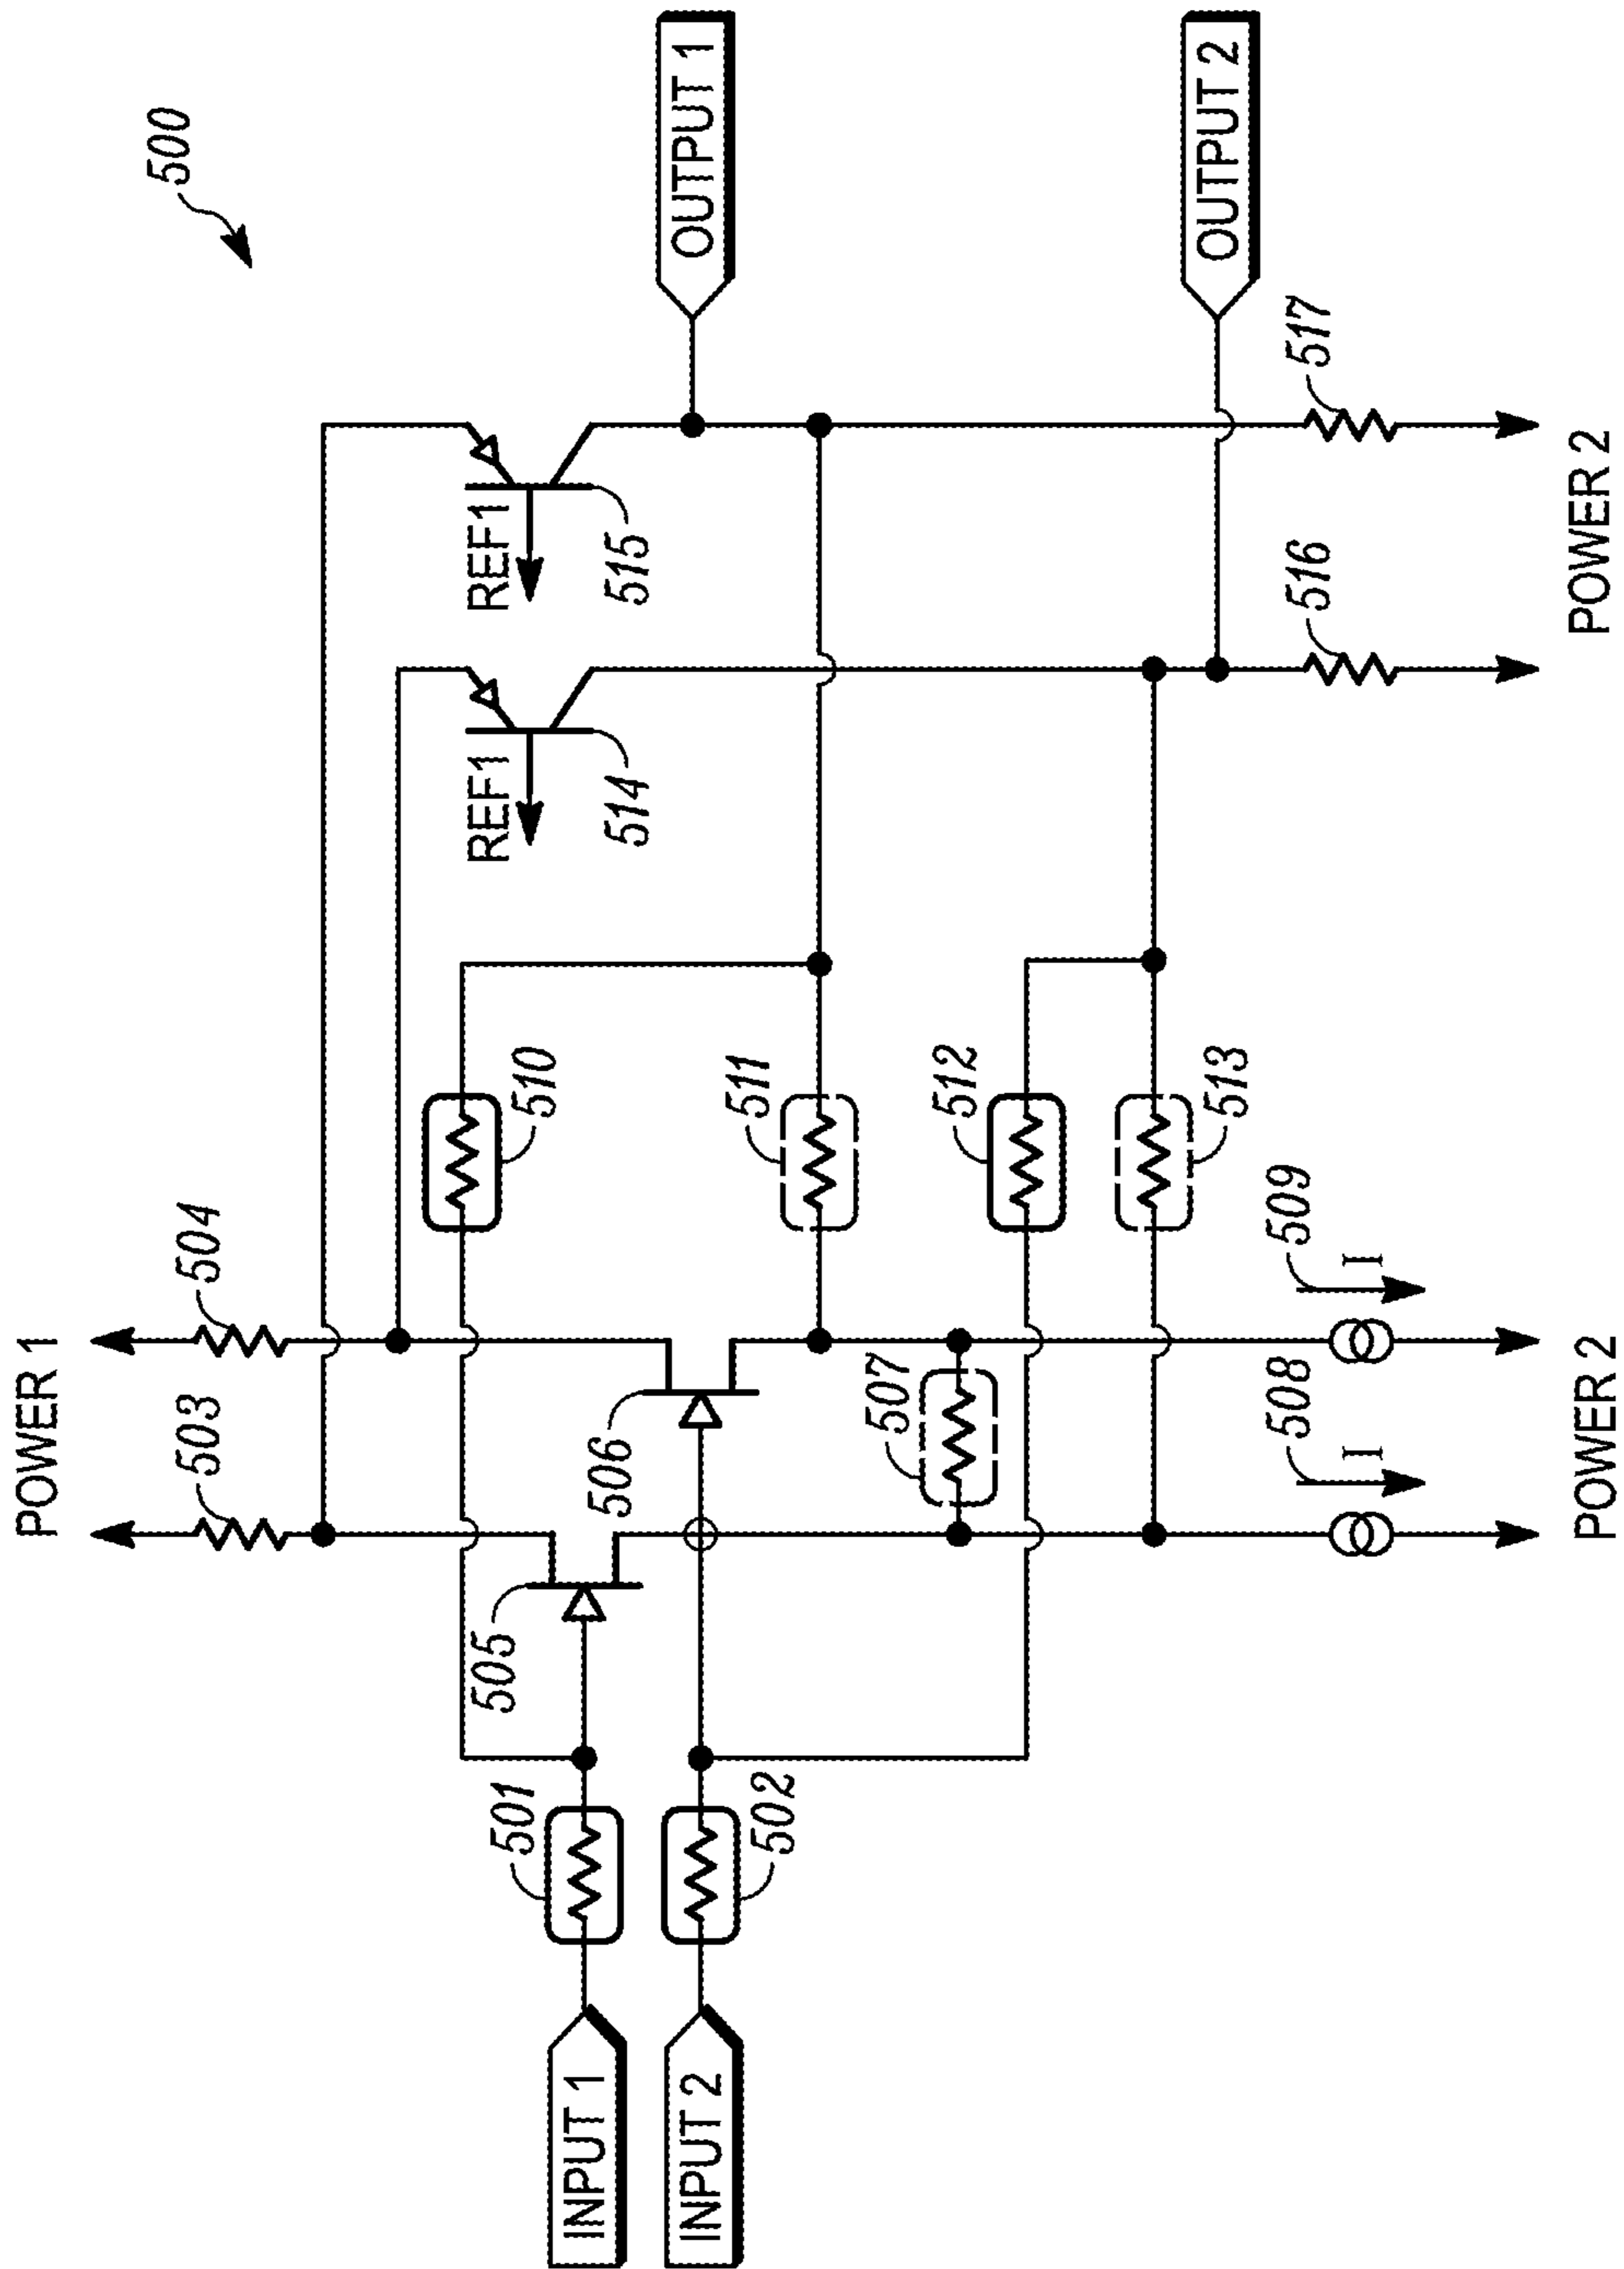 500
POWER 1
503
504
INPUT 1
501
505
INPUT 2
502
506
507
510
511
512
513
REF1
514
REF1
515
OUTPUT 1
OUTPUT 2
508
I
509
I
516
517
POWER 2
POWER 2